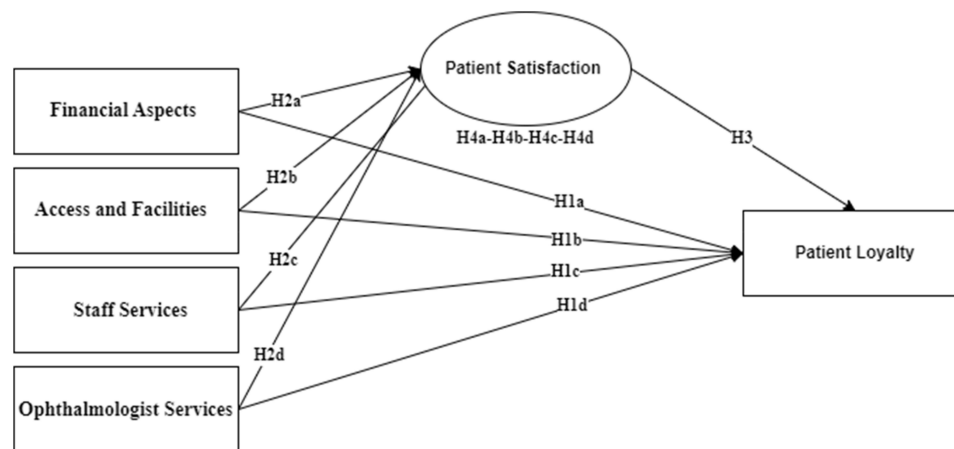 Patient Satisfaction
H4a-H4b-H4c-H4d
Financial Aspects
H2a
H3
H2b
H1a
Access and Facilities
H1b
Patient Loyalty
H2c
H1c
Staff Services
H1d
H2d
Ophthalmologist Services